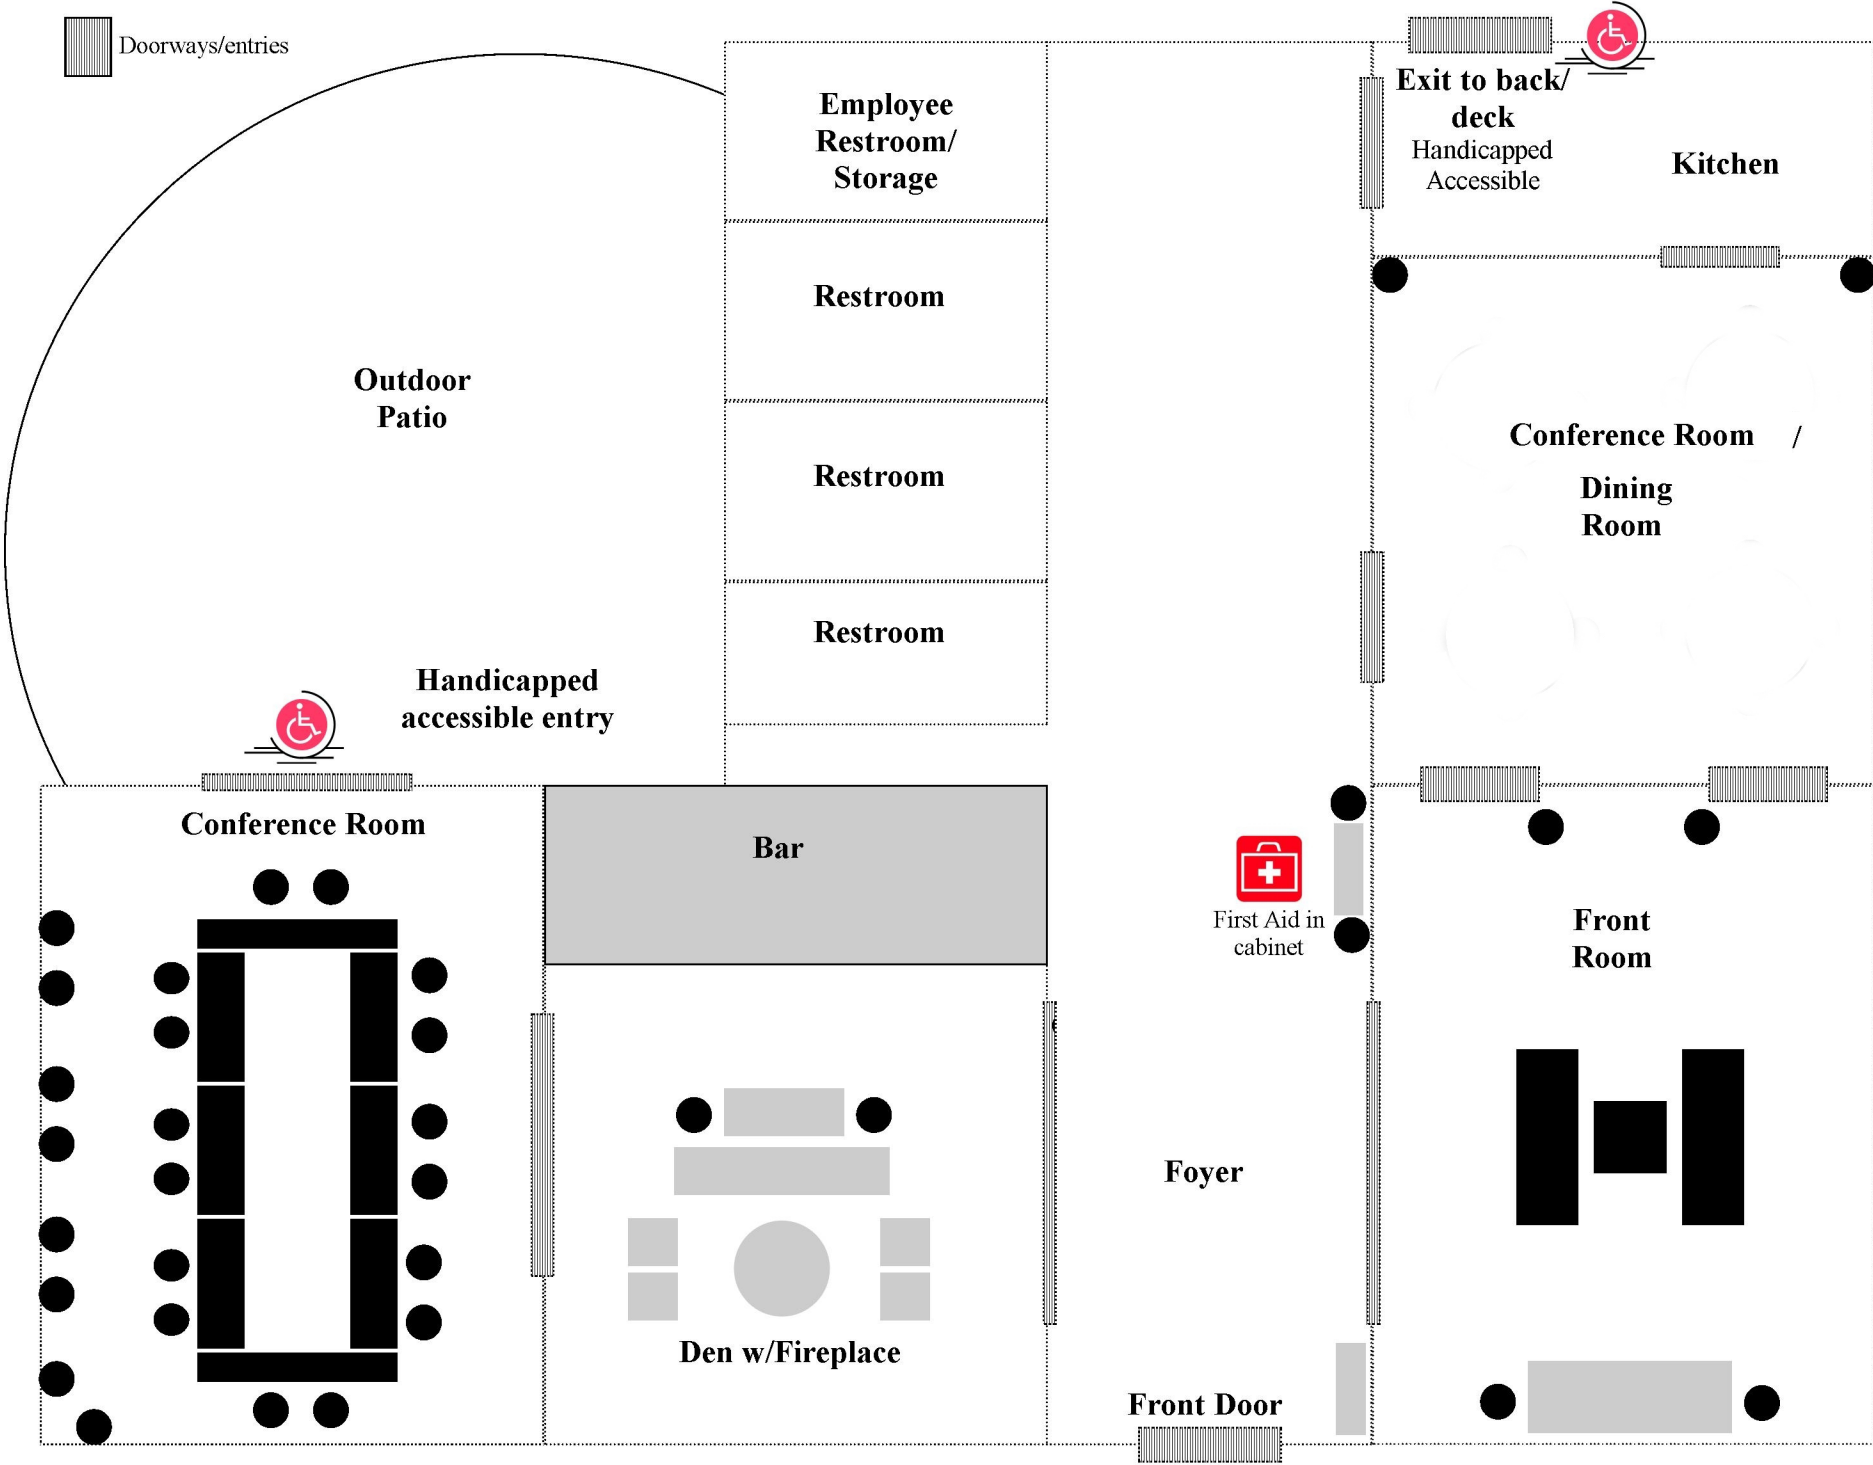 Doorways/entries
Employee
Restroom/
Storage
Exit to back/
deck
Handicapped
Accessible
Kitchen
Restroom
Outdoor
Patio
Restroom
Conference Room /
Dining
Room
Restroom
Handicapped
accessible entry
Conference Room
Bar
First Aid in
cabinet
Front
Room
Foyer
Den w/Fireplace
Front Door